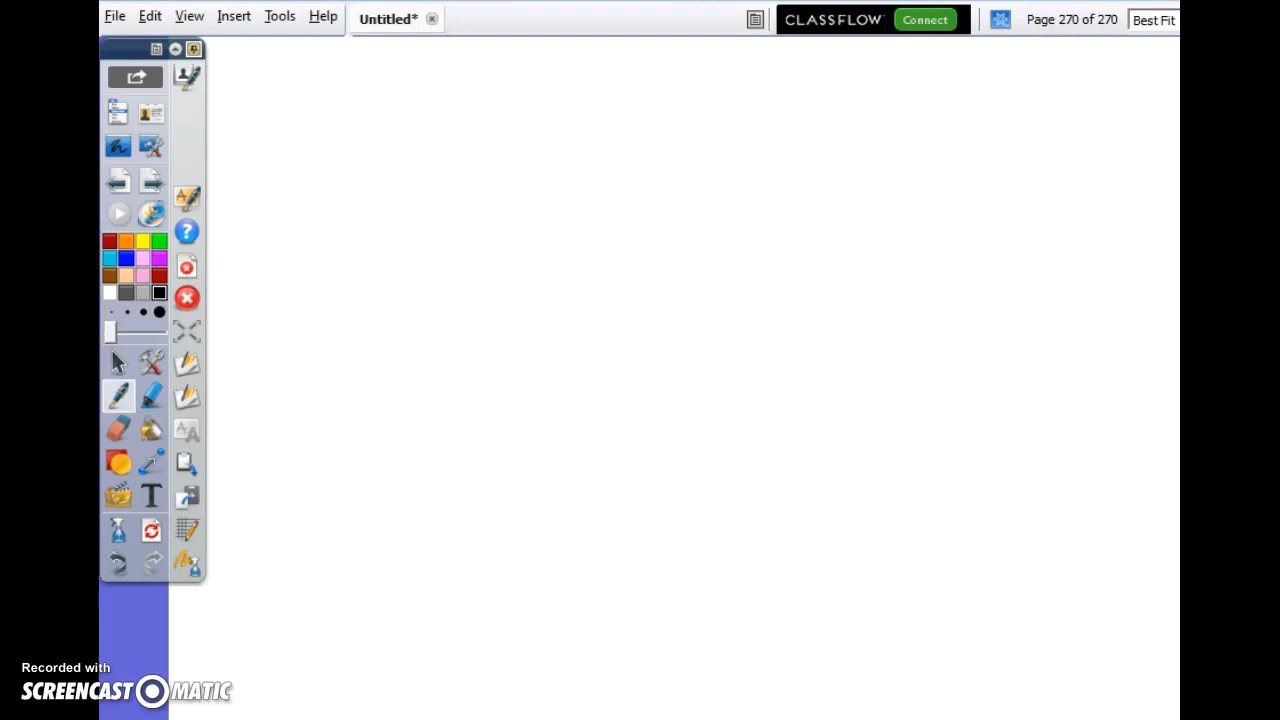 File Edit View Insert Tools Help Untitled* CLASSFLOW Connect Page 270 of 270 Best Fit
Recorded with
SCREENCAST MATIC